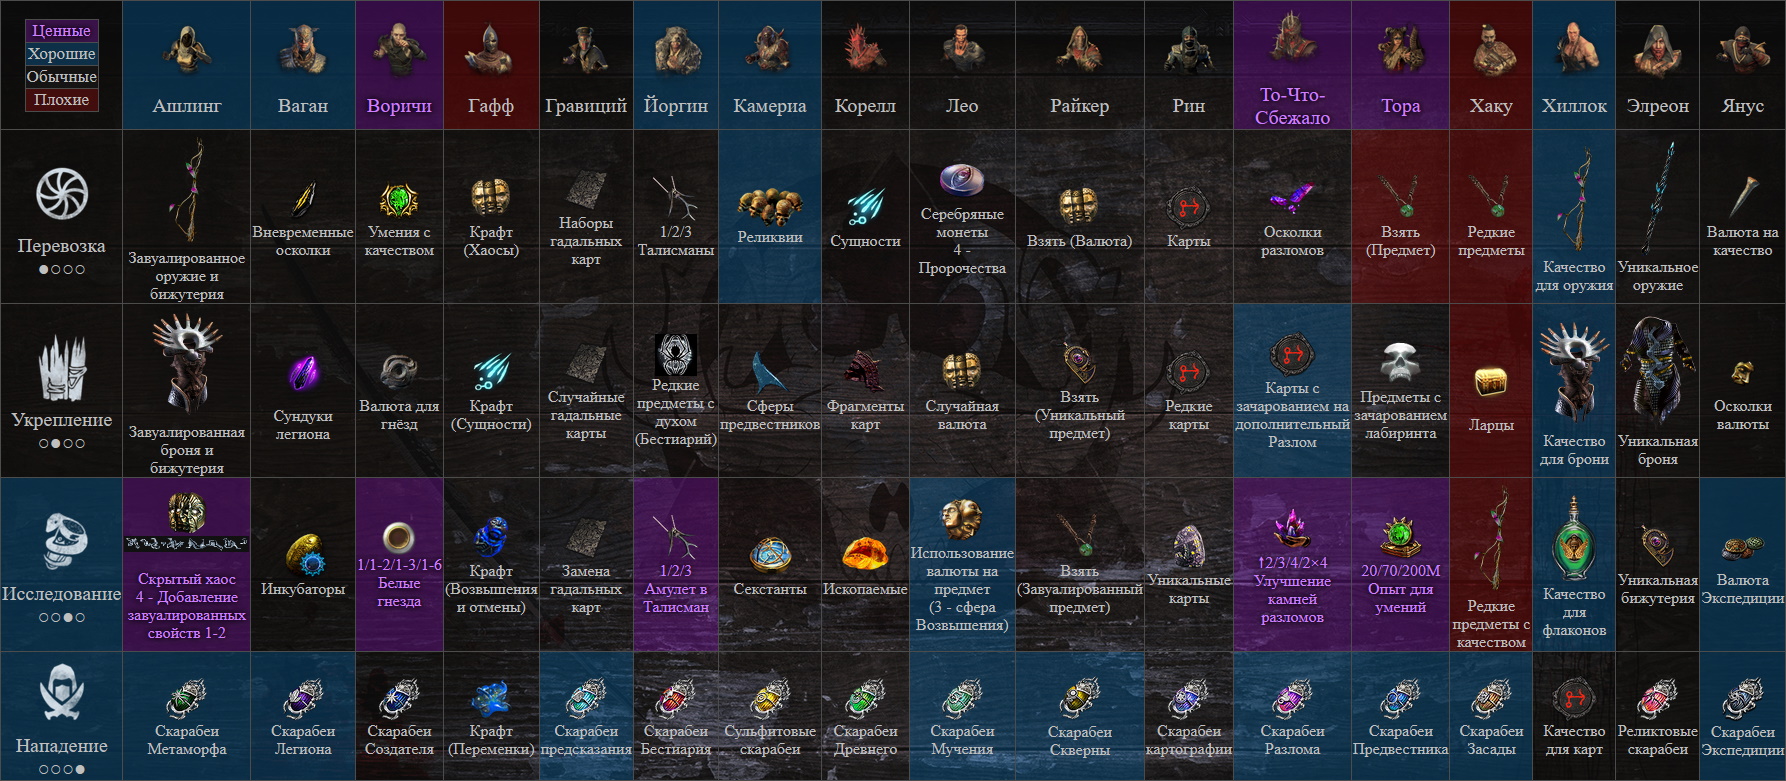 Ценные
Хорошие
Обычные
Плохие
Ашлинг
Ваган
Воричи
Гафф
Гравиций
Йоргин
Камериа
Корелл
Лео
Райкер
Рин
То-Что-
Сбежало
Тора
Хаку
Хиллок
Элреон
Янус
Перевозка
Завуалированное
оружие и
бижутерия
Вневременные
осколки
Умения с
качеством
Крафт
(Хаосы)
Наборы
гадальных
карт
1/2/3
Талисманы
Реликвии
Сущности
Серебряные
монеты
4 -
Пророчества
Взять (Валюта)
Карты
Осколки
разломов
Взять
(Предмет)
Редкие
предметы
Качество
для оружия
Уникальное
оружие
Валюта на
качество
Укрепление
Завуалированная
броня и
бижутерия
Сундуки
легиона
Валюта для
гнёзд
Крафт
(Сущности)
Случайные
гадальные
карты
Редкие
предметы с
духом
(Бестиарий)
Сферы
предвестников
Фрагменты
карт
Случайная
валюта
Взять
(Уникальный
предмет)
Редкие
карты
Карты с
зачарованием на
дополнительный
Разлом
Предметы с
зачарованием
лабиринта
Ларцы
Качество
для брони
Уникальная
броня
Осколки
валюты
Исследование
Скрытый хаос
4 - Добавление
завуалированных
свойств 1-2
Инкубаторы
1/1-2/1-3/1-6
Белые
гнезда
Крафт
(Возвышения
и отмены)
Замена
гадальных
карт
1/2/3
Амулет в
Талисман
Секстанты
Ископаемые
Использование
валюты на
предмет
(3 - сфера
Возвышения)
Взять
(Завуалированный
предмет)
Уникальные
карты
↑2/3/4/2×4
Улучшение
камней
разломов
20/70/200М
Опыт для
умений
Редкие
предметы с
качеством
Качество
для
флаконов
Уникальная
бижутерия
Валюта
Экспедиции
Нападение
Скарабеи
Метаморфа
Скарабеи
Легиона
Скарабеи
Создателя
Крафт
(Переменки)
Скарабеи
предсказания
Скарабеи
Бестиария
Сульфитовые
скарабеи
Скарабеи
Древнего
Скарабеи
Мучения
Скарабеи
Скверны
Скарабеи
картографии
Скарабеи
Разлома
Скарабеи
Предвестника
Скарабеи
Засады
Качество
для карт
Реликтовые
скарабеи
Скарабеи
Экспедиции